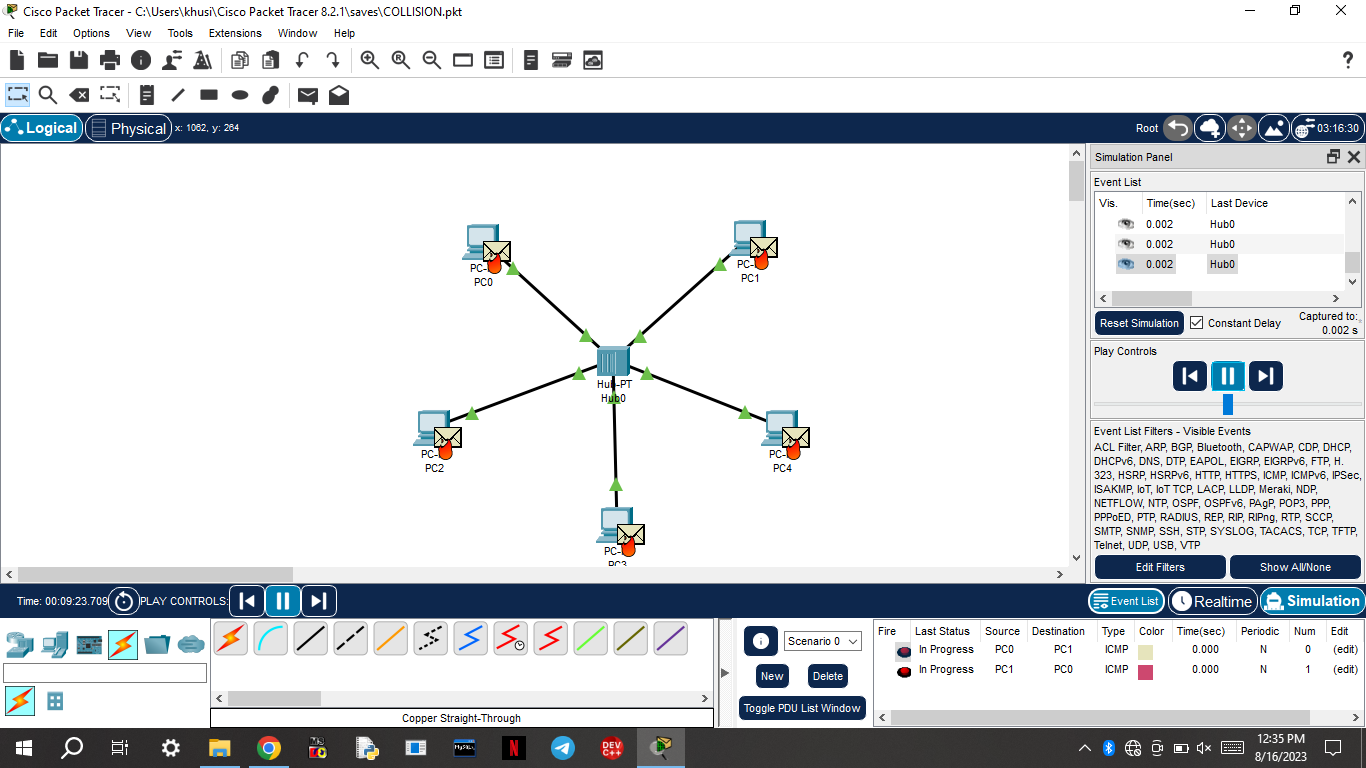 Cisco Packet Tracer - C:\Users\khusi\Cisco Packet Tracer 8.2.1\saves\COLLISION.pkt
File Edit Options View Tools Extensions Window Help
?
Logical Physical x: 1062, y: 264 Root 03:16:30
Simulation Panel
Event List
Vis. Time(sec) Last Device
0.002 Hub0
0.002 Hub0
0.002 Hub0
Reset Simulation Constant Delay Captured to:
0.002 s
Play Controls
Event List Filters - Visible Events
ACL Filter, ARP, BGP, Bluetooth, CAPWAP, CDP, DHCP,
DHCPv6, DNS, DTP, EAPOL, EIGRP, EIGRPv6, FTP, H.
323, HSRP, HSRPv6, HTTP, HTTPS, ICMP, ICMPv6, IPSec,
ISAKMP, IoT, IoT TCP, LACP, LLDP, Meraki, NDP,
NETFLOW, NTP, OSPF, OSPFv6, PAgP, POP3, PPP,
PPPoED, PTP, RADIUS, REP, RIP, RIPng, RTP, SCCP,
SMTP, SNMP, SSH, STP, SYSLOG, TACACS, TCP, TFTP,
Telnet, UDP, USB, VTP
Edit Filters Show All/None
PC-
PC0
PC-
PC1
Hub-PT
Hub0
PC-
PC2
PC-
PC4
PC-
PC3
Time: 00:09:23.709 PLAY CONTROLS:
Event List Realtime Simulation
Copper Straight-Through
Scenario 0
New Delete
Toggle PDU List Window
Fire Last Status Source Destination Type Color Time(sec) Periodic Num Edit
In Progress PC0 PC1 ICMP 0.000 N 0 (edit)
In Progress PC1 PC0 ICMP 0.000 N 1 (edit)
MySQL
N
DEV
C++
12:35 PM
8/16/2023